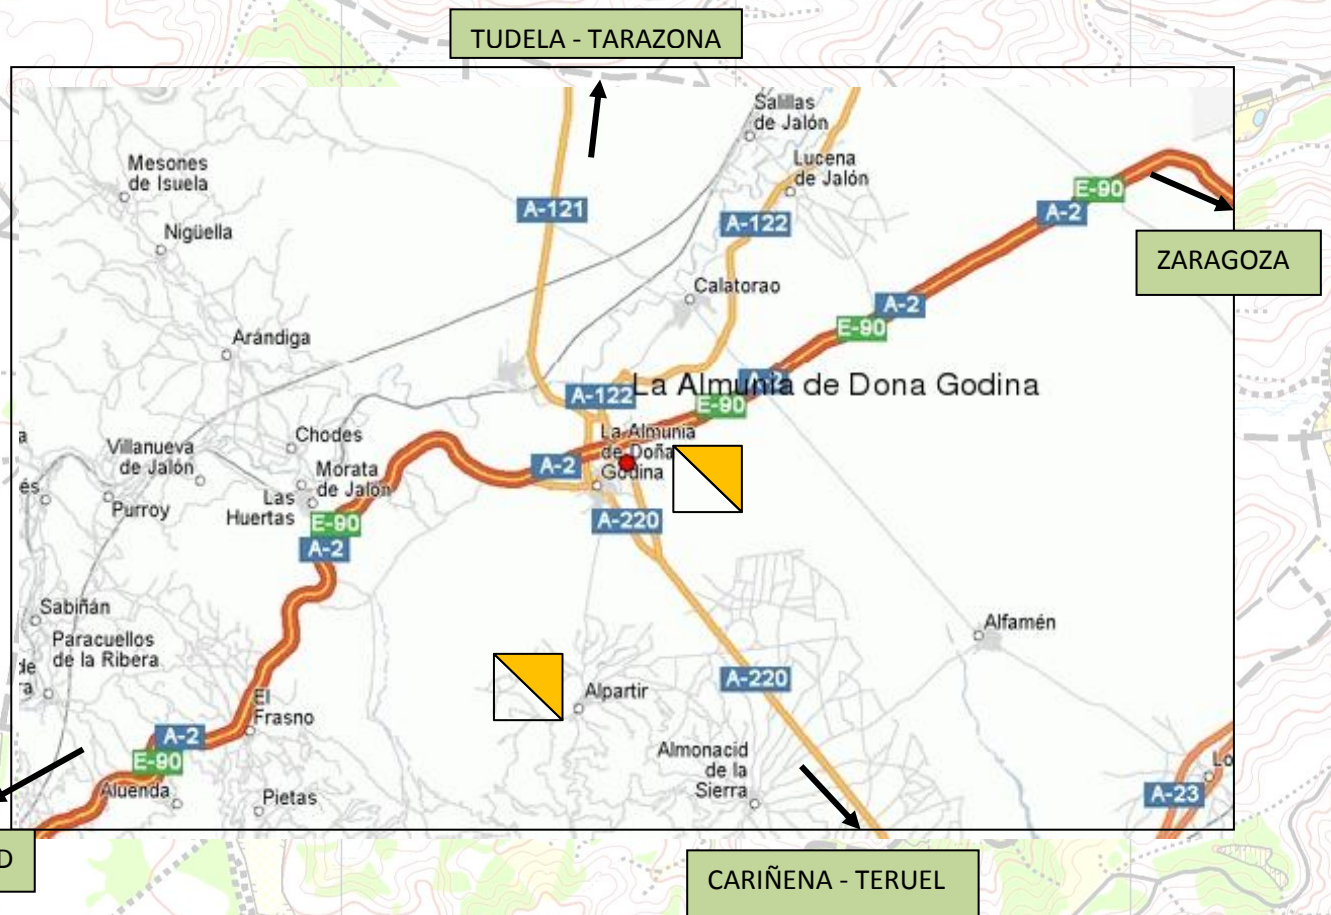 TUDELA - TARAZONA
Salillas
de Jalón
Mesones
de Isuela
Lucena
de Jalón
E-90
A-121
A-122
A-2
Nigüella
ZARAGOZA
Calatorao
A-2
E-90
Arándiga
La Almunia de Dona Godina
A-122
E-90
Chodes
La Almunia
de Doña
Godina
Villanueva
de Jalón
A-2
Morata
de Jalón
Las
Huertas
Purroy
E-90
A-220
A-2
Sabiñán
Alfamén
Paracuellos
de la Ribera
A-220
Alpartir
El
Frasno
A-2
E-90
Almonacid
de la
Sierra
Aluenda
Pietas
A-23
CARIÑENA - TERUEL